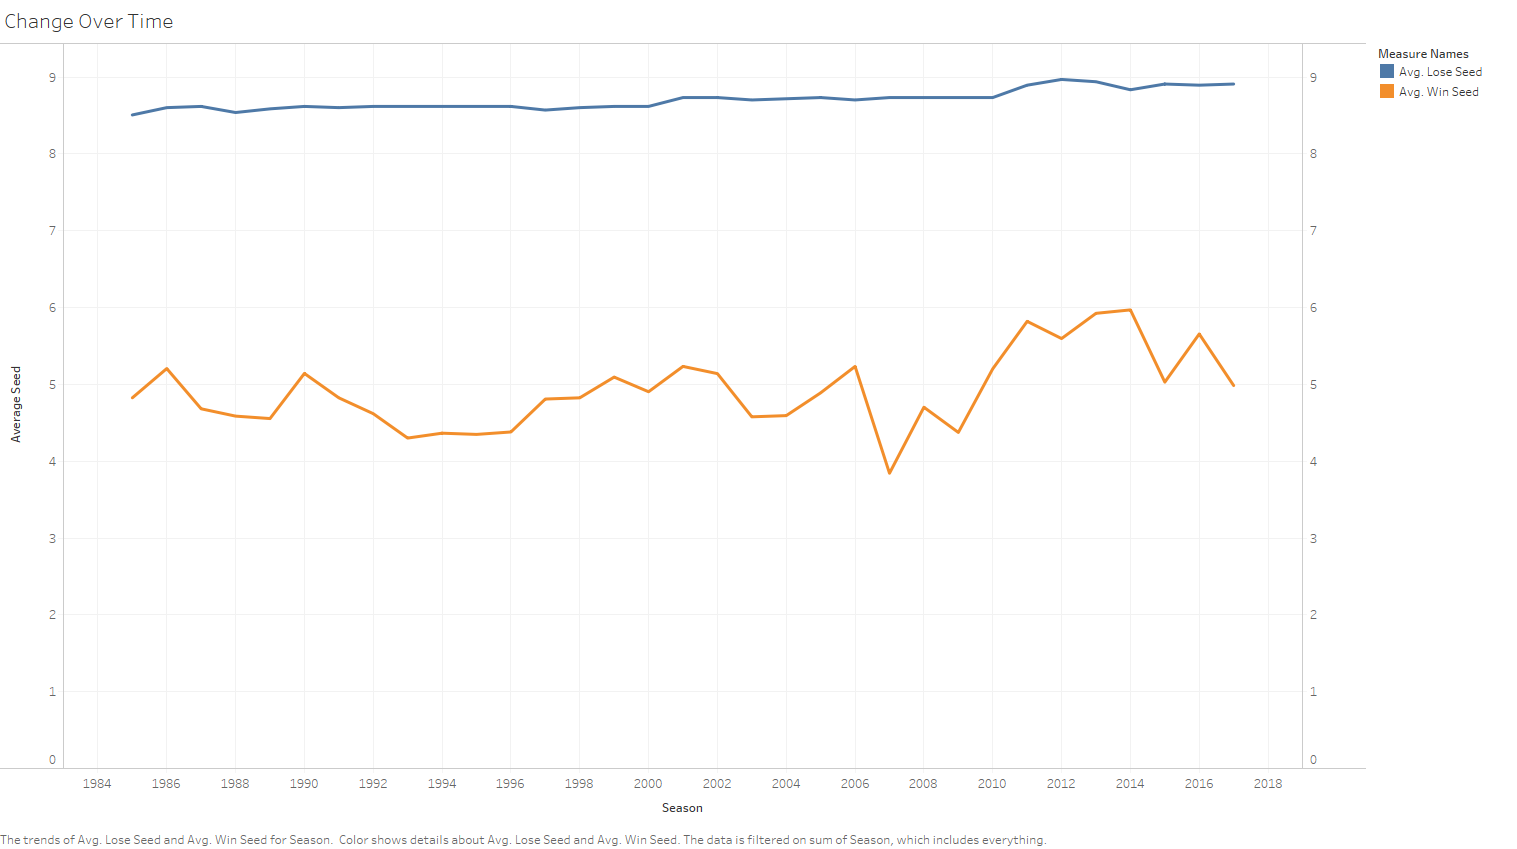 Change Over Time
Measure Names
Avg. Lose Seed
Avg. Win Seed
9
8
7
6
5
4
3
2
1
0
Average Seed
9
8
7
6
5
4
3
2
1
0
1984 1986 1988 1990 1992 1994 1996 1998 2000 2002 2004 2006 2008 2010 2012 2014 2016 2018
Season
The trends of Avg. Lose Seed and Avg. Win Seed for Season. Color shows details about Avg. Lose Seed and Avg. Win Seed. The data is filtered on sum of Season, which includes everything.